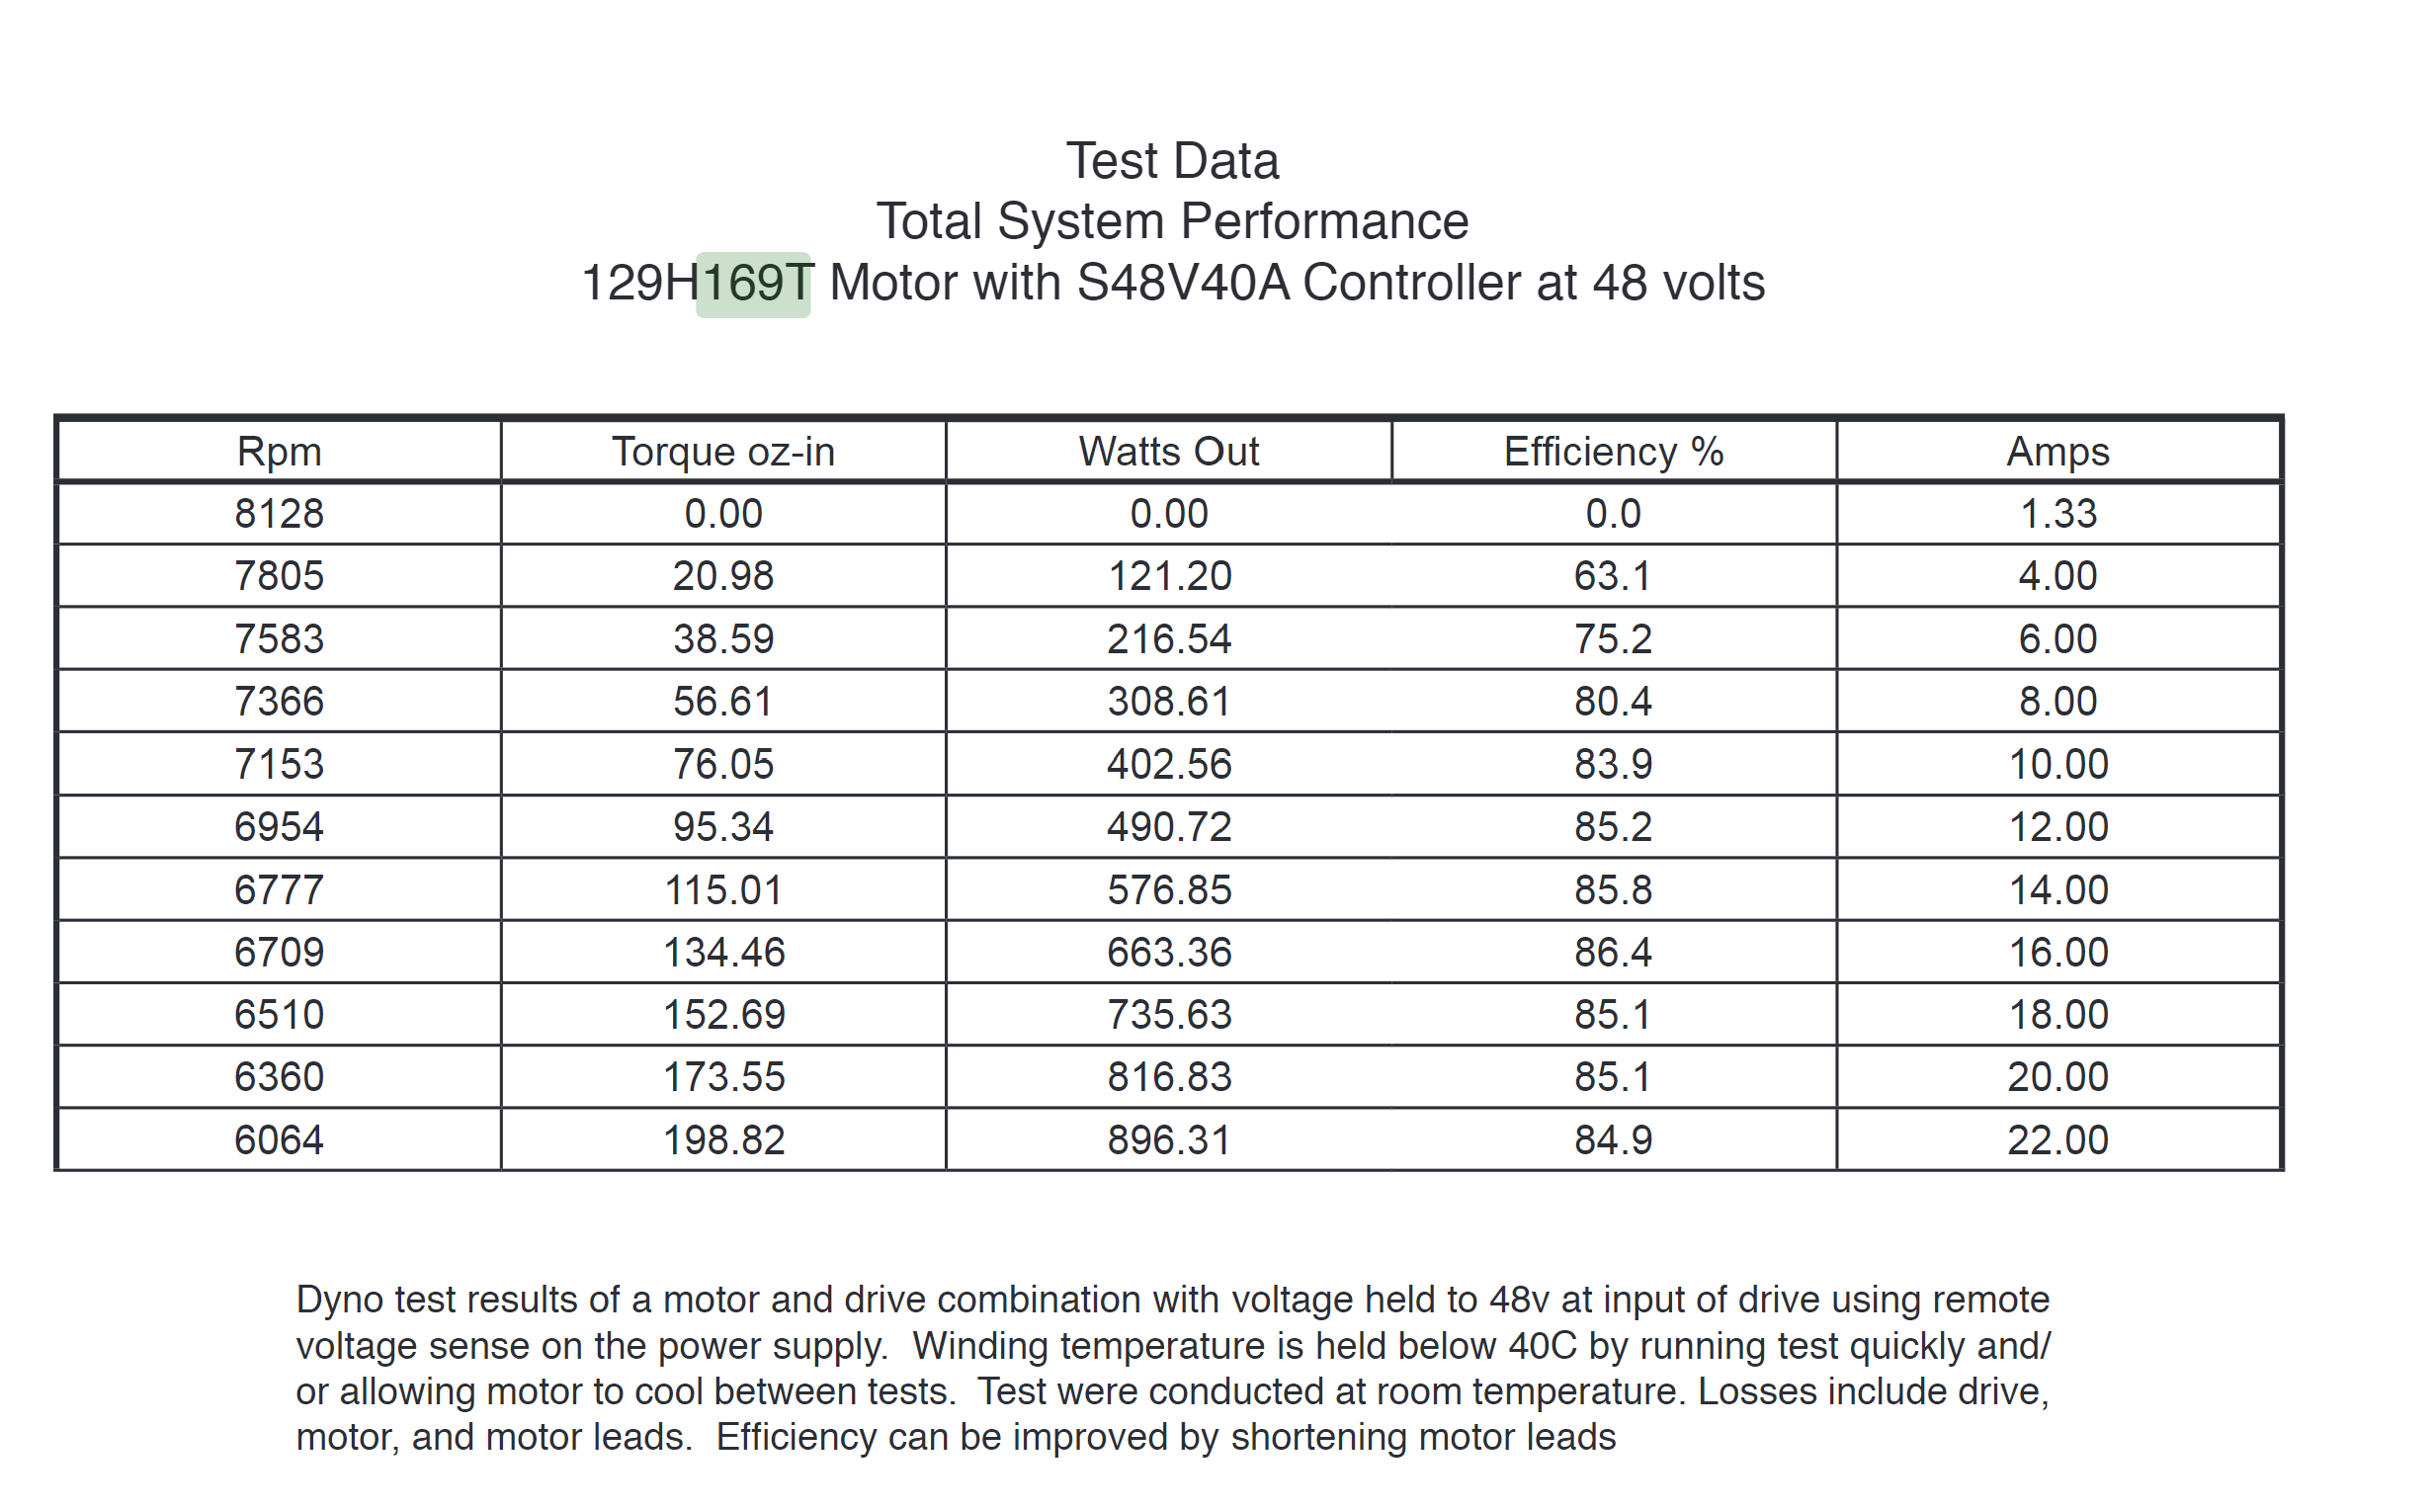 Test Data
Total System Performance
129H169T Motor with S48V40A Controller at 48 volts
Rpm Torque oz-in Watts Out Efficiency % Amps
8128 0.00 0.00 0.0 1.33
7805 20.98 121.20 63.1 4.00
7583 38.59 216.54 75.2 6.00
7366 56.61 308.61 80.4 8.00
7153 76.05 402.56 83.9 10.00
6954 95.34 490.72 85.2 12.00
6777 115.01 576.85 85.8 14.00
6709 134.46 663.36 86.4 16.00
6510 152.69 735.63 85.1 18.00
6360 173.55 816.83 85.1 20.00
6064 198.82 896.31 84.9 22.00
Dyno test results of a motor and drive combination with voltage held to 48v at input of drive using remote
voltage sense on the power supply.  Winding temperature is held below 40C by running test quickly and/
or allowing motor to cool between tests.  Test were conducted at room temperature. Losses include drive,
motor, and motor leads.  Efficiency can be improved by shortening motor leads